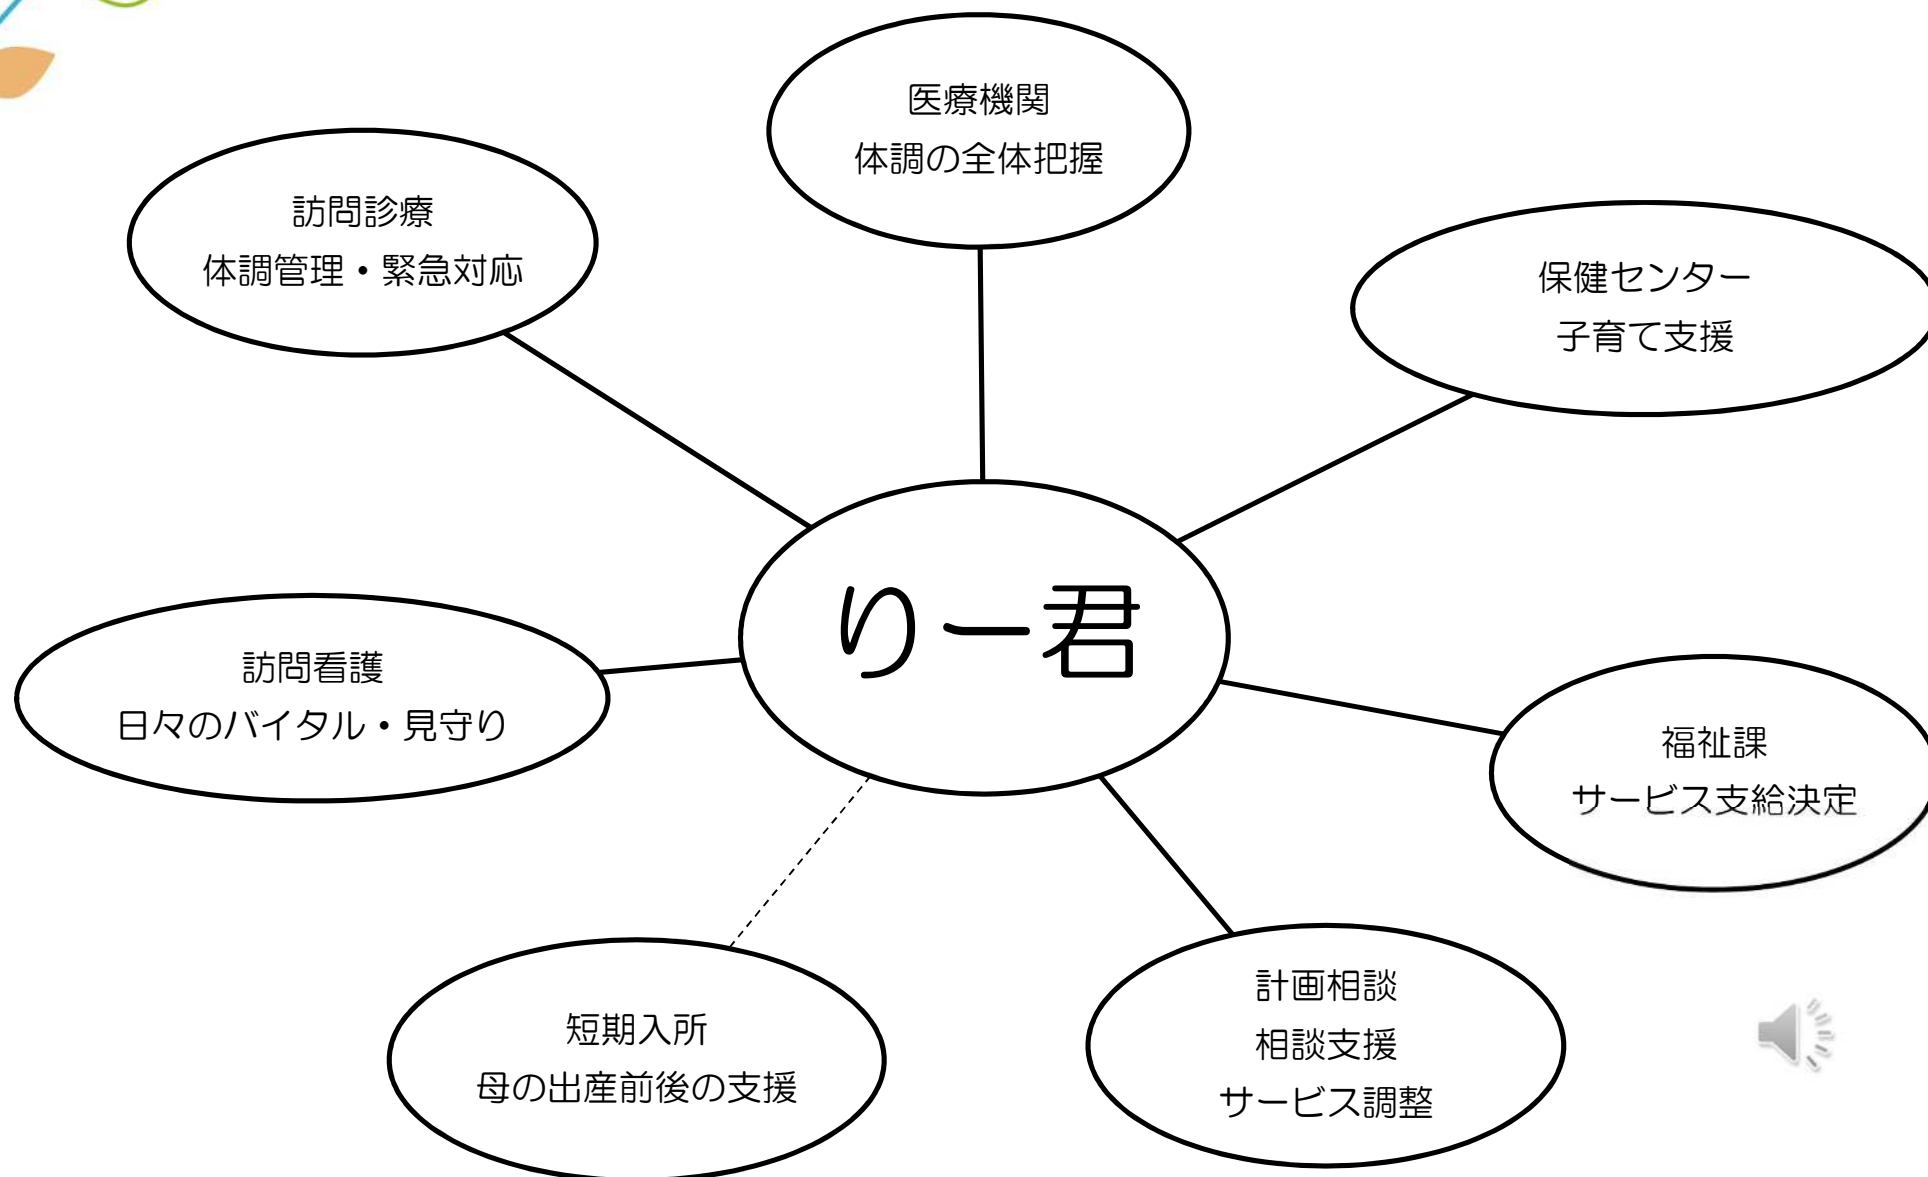 医療機関
体調の全体把握
訪問診療
体調管理・緊急対応
保健センター
子育て支援
りー君
訪問看護
日々のバイタル・見守り
福祉課
サービス支給決定
短期入所
母の出産前後の支援
計画相談
相談支援
サービス調整